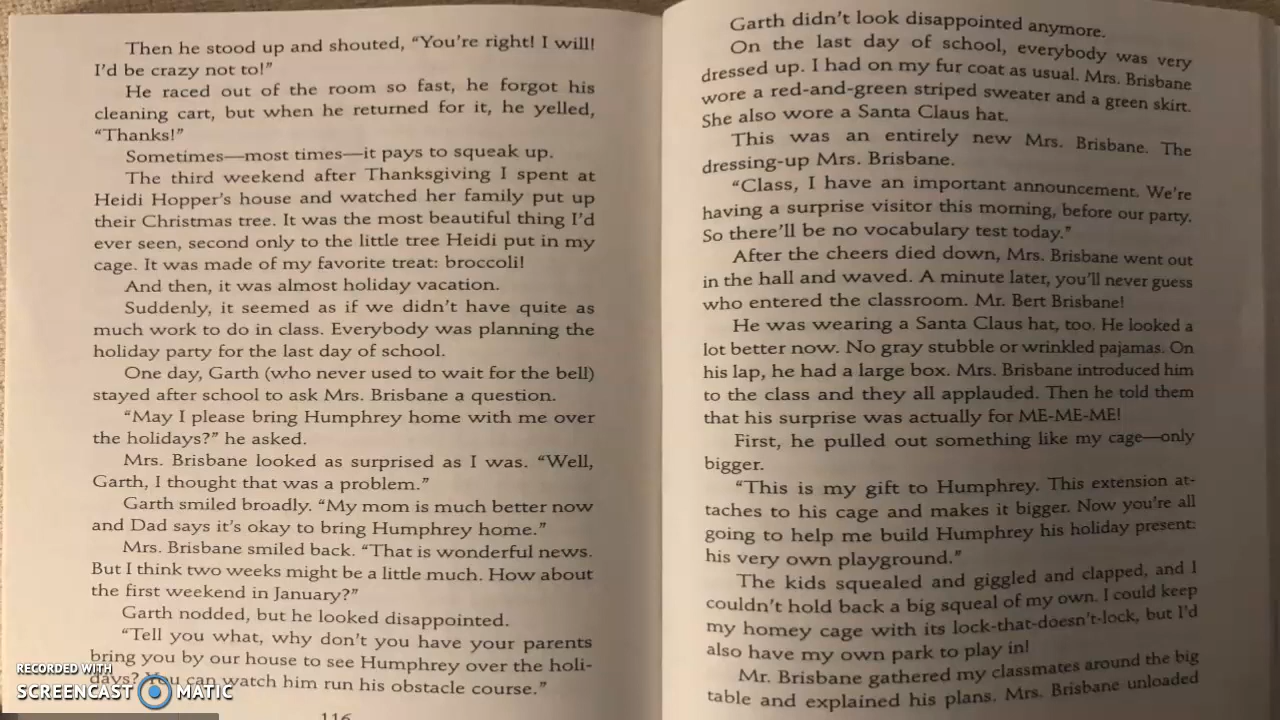 Then he stood up and shouted, “You’re right! I will!
I’d be crazy not to!”
He raced out of the room so fast, he forgot his
cleaning cart, but when he returned for it, he yelled,
“Thanks!”
Sometimes—most times—it pays to squeak up.
The third weekend after Thanksgiving I spent at
Heidi Hopper’s house and watched her family put up
their Christmas tree. It was the most beautiful thing I’d
ever seen, second only to the little tree Heidi put in my
cage. It was made of my favorite treat: broccoli!
And then, it was almost holiday vacation.
Suddenly, it seemed as if we didn’t have quite as
much work to do in class. Everybody was planning the
holiday party for the last day of school.
One day, Garth (who never used to wait for the bell)
stayed after school to ask Mrs. Brisbane a question.
“May I please bring Humphrey home with me over
the holidays?” he asked.
Mrs. Brisbane looked as surprised as I was. “Well,
Garth, I thought that was a problem.”
Garth smiled broadly. “My mom is much better now
and Dad says it’s okay to bring Humphrey home.”
Mrs. Brisbane smiled back. “That is wonderful news.
But I think two weeks might be a little much. How about
the first weekend in January?”
Garth nodded, but he looked disappointed.
“Tell you what, why don’t you have your parents
bring you by our house to see Humphrey over the holi-
days? You can watch him run his obstacle course.”
116
Garth didn’t look disappointed anymore.
On the last day of school, everybody was very
dressed up. I had on my fur coat as usual. Mrs. Brisbane
wore a red-and-green striped sweater and a green skirt.
She also wore a Santa Claus hat.
This was an entirely new Mrs. Brisbane. The
dressing-up Mrs. Brisbane.
“Class, I have an important announcement. We’re
having a surprise visitor this morning, before our party.
So there’ll be no vocabulary test today.”
After the cheers died down, Mrs. Brisbane went out
in the hall and waved. A minute later, you’ll never guess
who entered the classroom. Mr. Bert Brisbane!
He was wearing a Santa Claus hat, too. He looked a
lot better now. No gray stubble or wrinkled pajamas. On
his lap, he had a large box. Mrs. Brisbane introduced him
to the class and they all applauded. Then he told them
that his surprise was actually for ME-ME-ME!
First, he pulled out something like my cage—only
bigger.
“This is my gift to Humphrey. This extension at-
taches to his cage and makes it bigger. Now you’re all
going to help me build Humphrey his holiday present:
his very own playground.”
The kids squealed and giggled and clapped, and I
couldn’t hold back a big squeal of my own. I could keep
my homey cage with its lock-that-doesn’t-lock, but I’d
also have my own park to play in!
Mr. Brisbane gathered my classmates around the big
table and explained his plans. Mrs. Brisbane unloaded
RECORDED WITH
SCREENCAST MATIC